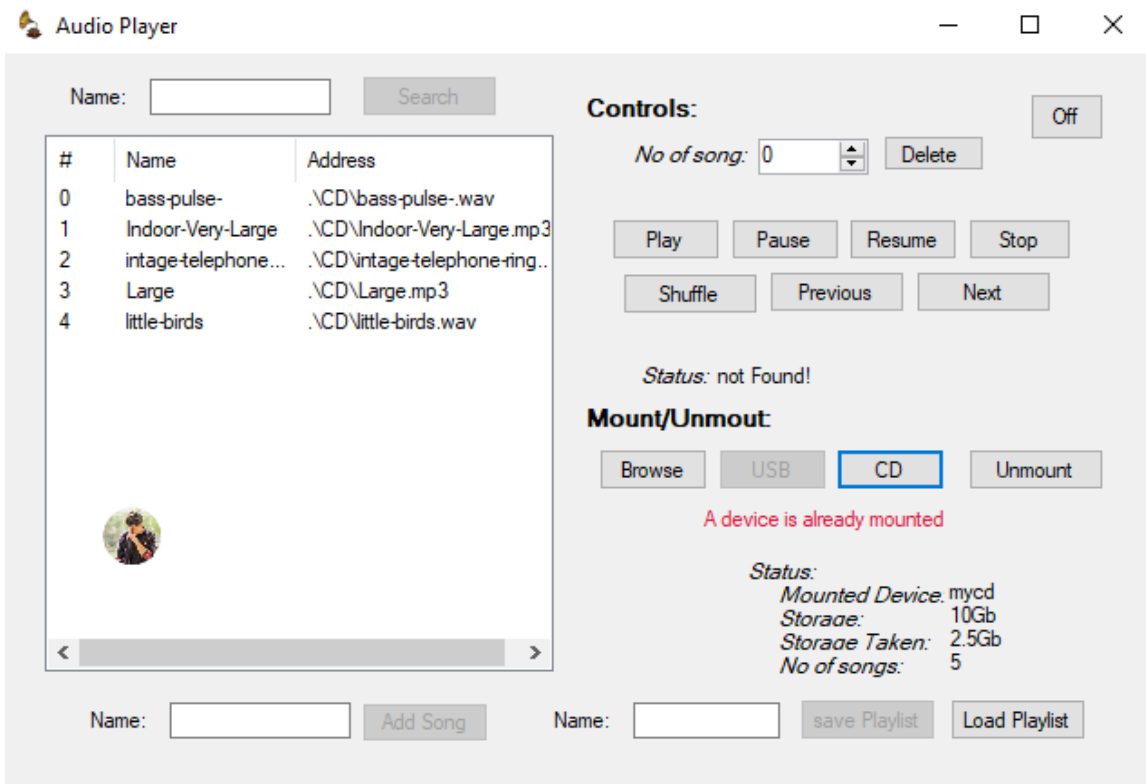 Audio Player
Name: Search
Controls: Off
No of song: 0 Delete
# Name Address
0 bass-pulse- .\CD\bass-pulse-.wav
1 Indoor-Very-Large .\CD\Indoor-Very-Large.mp3
2 intage-telephone... .\CD\intage-telephone-ring...
3 Large .\CD\Large.mp3
4 little-birds .\CD\little-birds.wav
Play Pause Resume Stop
Shuffle Previous Next
Status: not Found!
Mount/Unmout:
Browse USB CD Unmount
A device is already mounted
Status:
Mounted Device: mycd
Storage: 10Gb
Storage Taken: 2.5Gb
No of songs: 5
Name: Add Song Name: save Playlist Load Playlist